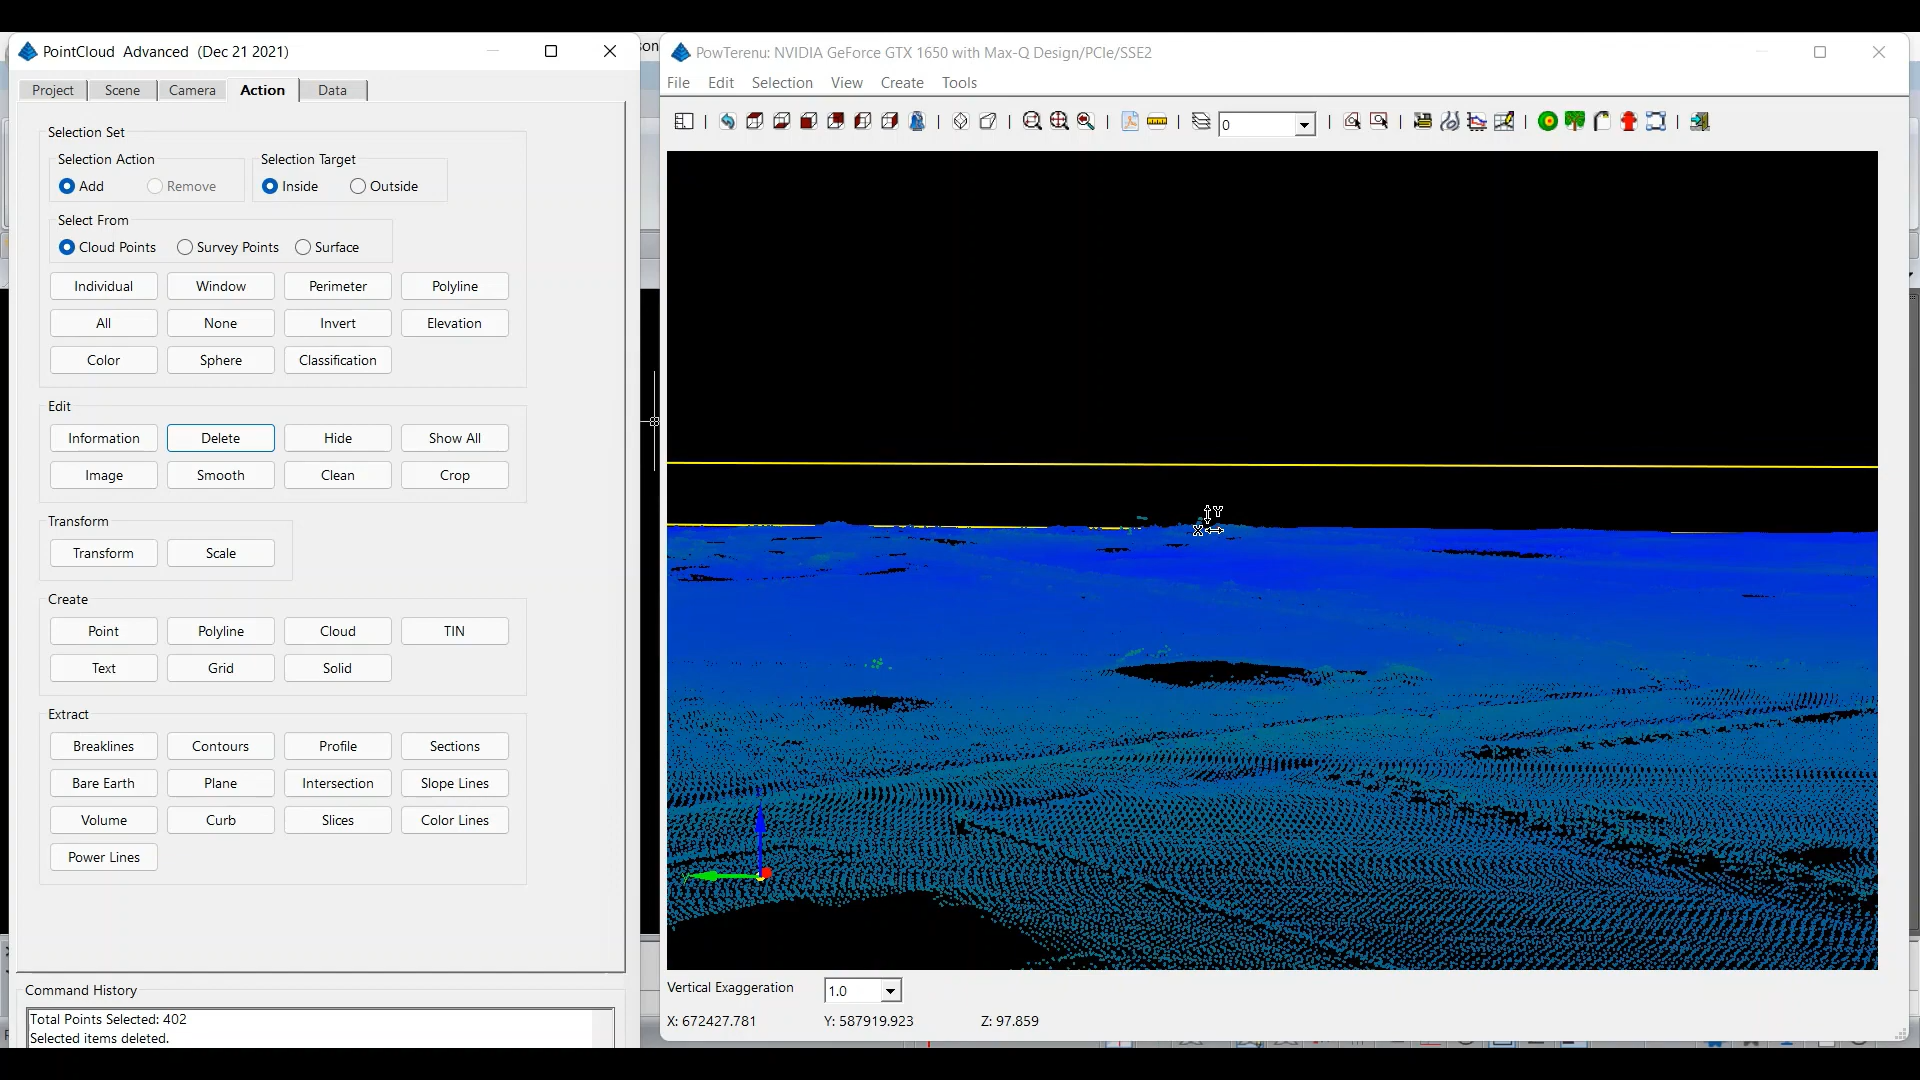 PointCloud Advanced (Dec 21 2021)
son
PowTerenu: NVIDIA GeForce GTX 1650 with Max-Q Design/PCIe/SSE2
File Edit Selection View Create Tools
Project Scene Camera Action Data
0
Selection Set
Selection Action Selection Target
Add Remove Inside Outside
Select From
Cloud Points Survey Points Surface
Individual Window Perimeter Polyline
All None Invert Elevation
Color Sphere Classification
Edit
Information Delete Hide Show All
Image Smooth Clean Crop
Transform
Transform Scale
Create
Point Polyline Cloud TIN
Text Grid Solid
Extract
Breaklines Contours Profile Sections
Bare Earth Plane Intersection Slope Lines
Volume Curb Slices Color Lines
Power Lines
Command History
Total Points Selected: 402
Selected items deleted.
Y
X
Y
Vertical Exaggeration 1.0
X: 672427.781 Y: 587919.923 Z: 97.859